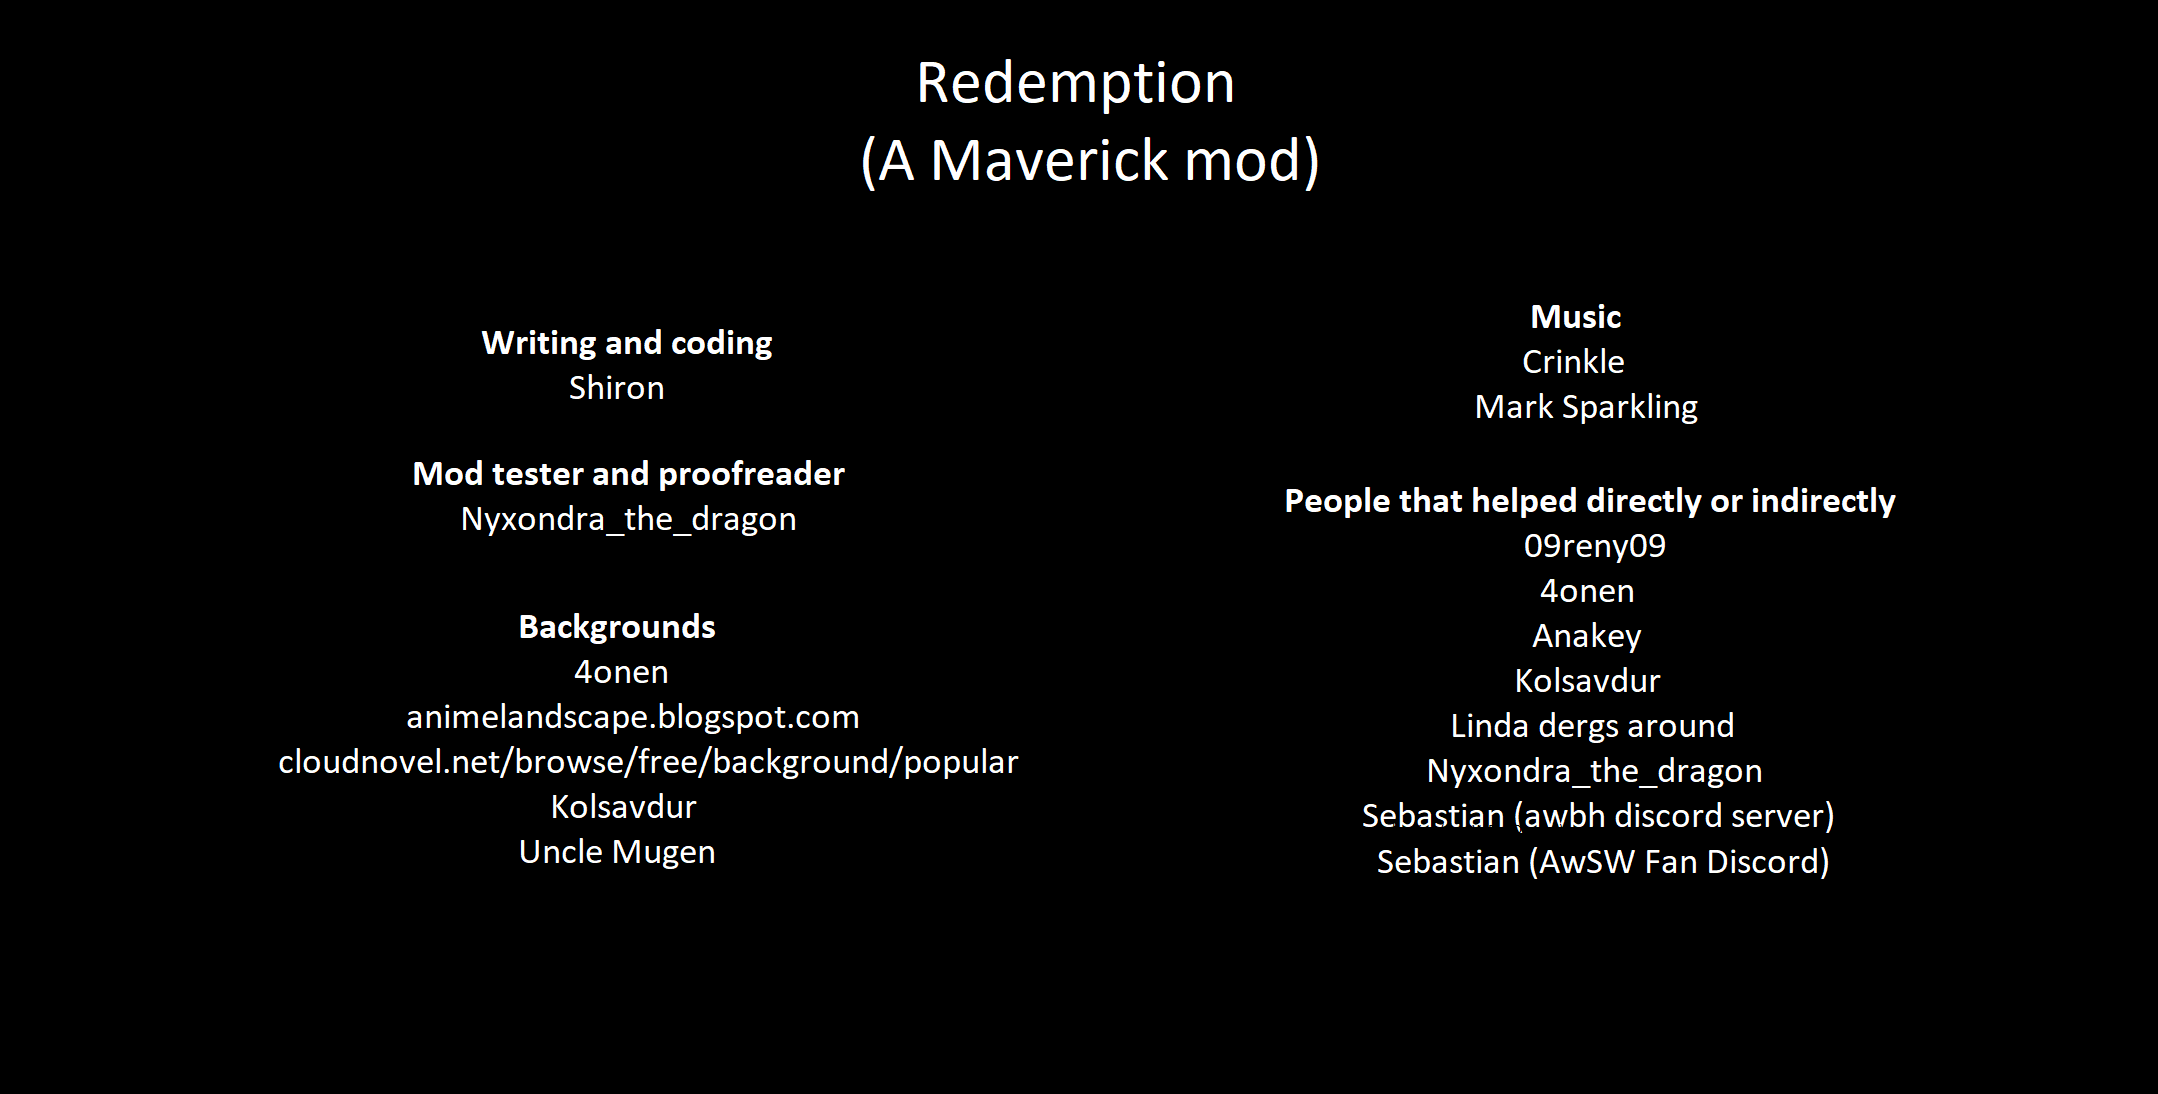 Redemption
(A Maverick mod)
Writing and coding
Shiron
Mod tester and proofreader
Nyxondra_the_dragon
Backgrounds
4onen
animelandscape.blogspot.com
cloudnovel.net/browse/free/background/popular
Kolsavdur
Uncle Mugen
Music
Crinkle
Mark Sparkling
People that helped directly or indirectly
09reny09
4onen
Anakey
Kolsavdur
Linda dergs around
Nyxondra_the_dragon
Sebastian (awbh discord server)
Sebastian (AwSW Fan Discord)